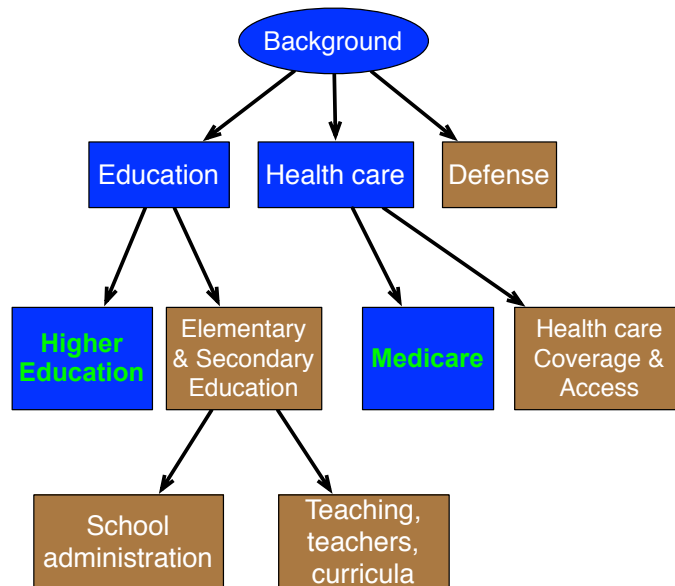 Background
Education
Health care
Defense
Higher
Education
Elementary
& Secondary
Education
Medicare
Health care
Coverage &
Access
School
administration
Teaching,
teachers,
curricula